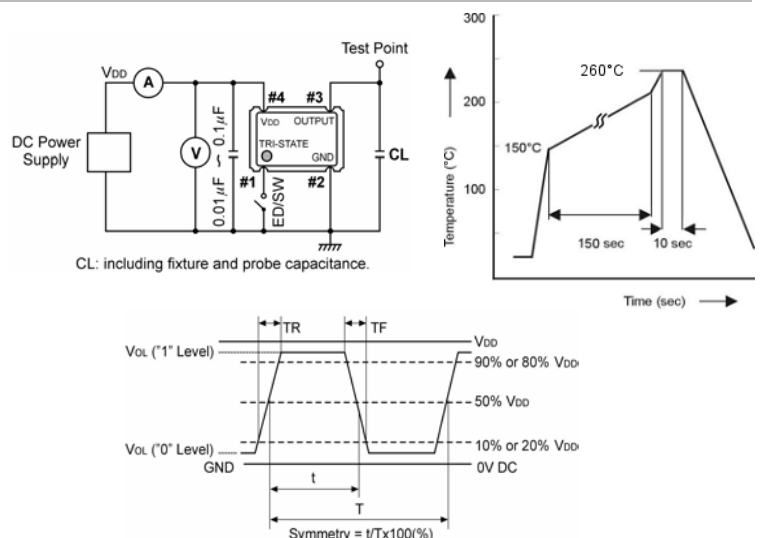 Test Point
VDD
A
#4
#3
VDD
OUTPUT
TRI-STATE
GND
DC Power
Supply
V
0.01μF ~ 0.1μF
#1
ED/SW
#2
CL
CL: including fixture and probe capacitance.
300
200
100
Temperature (°C)
260°C
150°C
150 sec
10 sec
Time (sec)
TR
TF
VOL ("1" Level)
VDD
90% or 80% VDD
50% VDD
VOL ("0" Level)
10% or 20% VDD
GND
0V DC
t
T
Symmetry = t/Tx100(%)